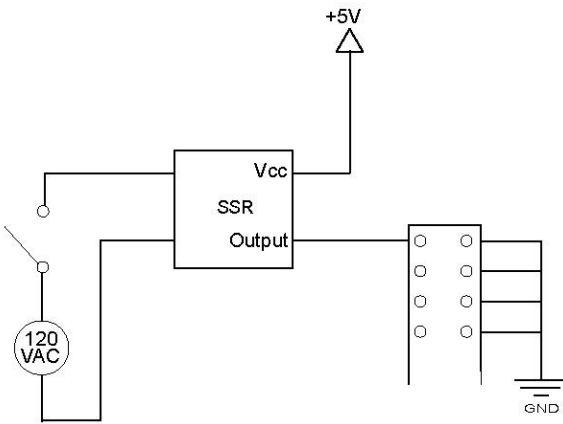 +5V
Vcc
SSR
Output
120
VAC
GND